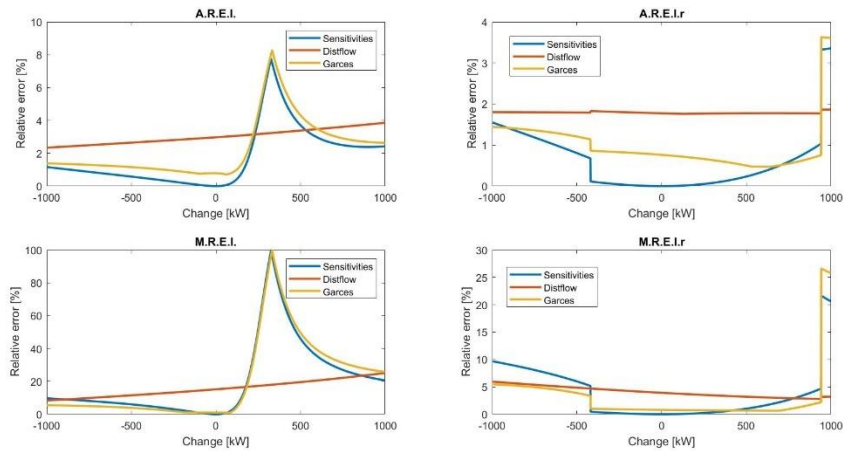 A.R.E.I.
10
8
6
4
2
0
Relative error [%]
Sensitivities
Distflow
Garces
-1000
-500
0
500
1000
Change [kW]
A.R.E.I.r
4
3
2
1
0
Relative error [%]
Sensitivities
Distflow
Garces
-1000
-500
0
500
1000
Change [kW]
M.R.E.I.
100
80
60
40
20
0
Relative error [%]
Sensitivities
Distflow
Garces
-1000
-500
0
500
1000
Change [kW]
M.R.E.I.r
30
25
20
15
10
5
0
Relative error [%]
Sensitivities
Distflow
Garces
-1000
-500
0
500
1000
Change [kW]